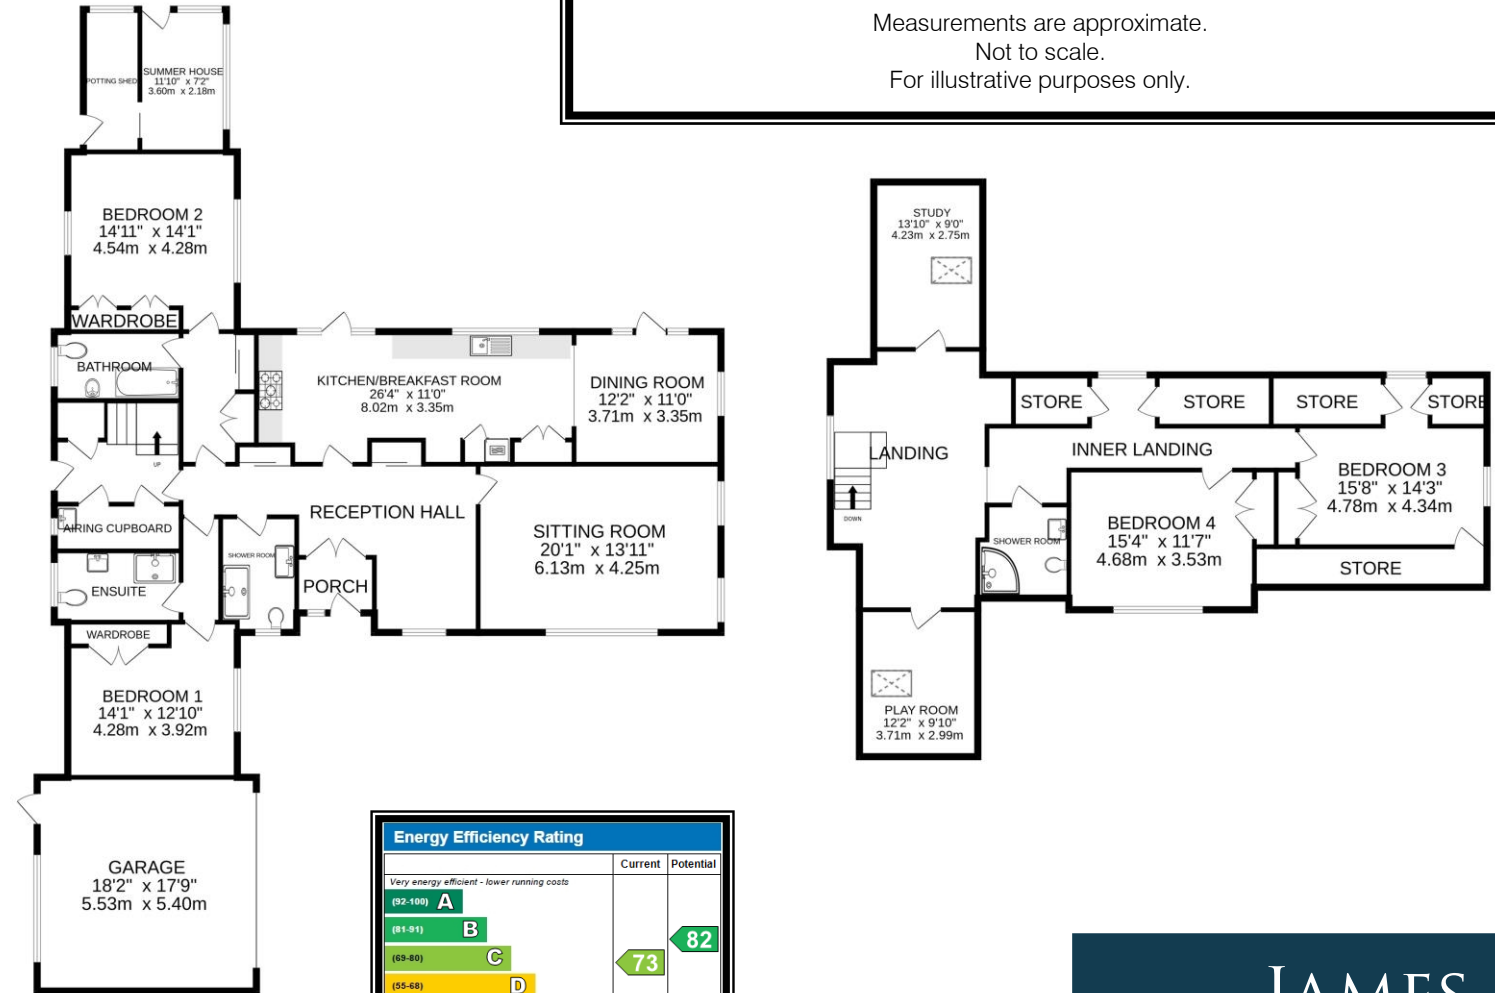 Measurements are approximate.
Not to scale.
For illustrative purposes only.
POTTING SHED
SUMMER HOUSE
11'10" x 7'2"
3.60m x 2.18m
BEDROOM 2
14'11" x 14'1"
4.54m x 4.28m
WARDROBE
BATHROOM
KITCHEN/BREAKFAST ROOM
26'4" x 11'0"
8.02m x 3.35m
DINING ROOM
12'2" x 11'0"
3.71m x 3.35m
UP
AIRING CUPBOARD
RECEPTION HALL
SITTING ROOM
20'1" x 13'11"
6.13m x 4.25m
SHOWER ROOM
PORCH
ENSUITE
WARDROBE
BEDROOM 1
14'1" x 12'10"
4.28m x 3.92m
GARAGE
18'2" x 17'9"
5.53m x 5.40m
STUDY
13'10" x 9'0"
4.23m x 2.75m
STORE
STORE
STORE
STORE
LANDING
INNER LANDING
DOWN
BEDROOM 3
15'8" x 14'3"
4.78m x 4.34m
SHOWER ROOM
BEDROOM 4
15'4" x 11'7"
4.68m x 3.53m
STORE
PLAY ROOM
12'2" x 9'10"
3.71m x 2.99m
Energy Efficiency Rating
Current Potential
Very energy efficient - lower running costs
(92-100) A
(81-91) B
82
(69-80) C
73
(55-68) D
JAMES